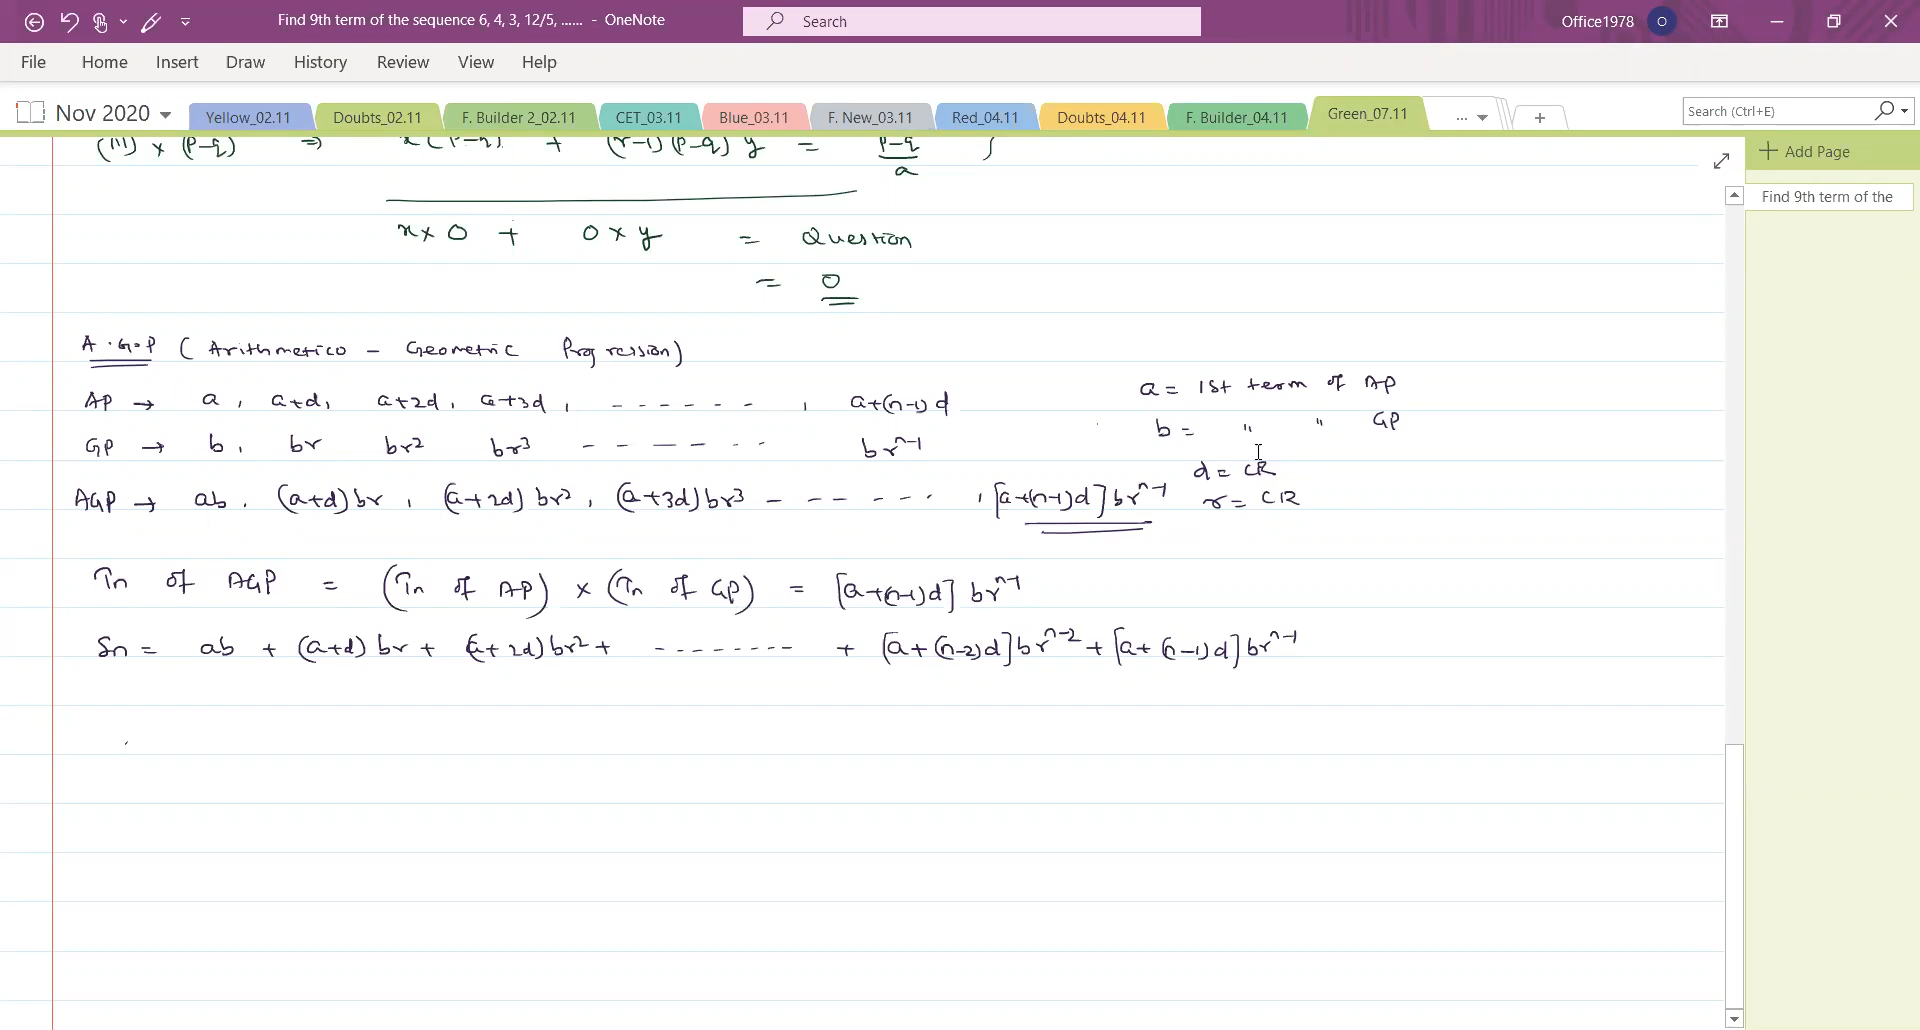 Find 9th term of the sequence 6, 4, 3, 12/5, ...... - OneNote
Search
Office1978
O
File Home Insert Draw History Review View Help
Nov 2020
Yellow_02.11 Doubts_02.11 F. Builder 2_02.11 CET_03.11 Blue_03.11 F. New_03.11 Red_04.11 Doubts_04.11 F. Builder_04.11 Green_07.11 ... +
Search (Ctrl+E)
Add Page
Find 9th term of the
(III) × (p-q) ⇒ x(p-q) + (r-1)(p-q)y = p-q/a }
x × 0 + 0 × y = Question
= 0
A.G.P (Arithmetico - Geometric Progression)
AP → a, a+d, a+2d, a+3d, - - - - - - - , a+(n-1)d
a = 1st term of AP
GP → b, br br² br³ - - - - - - - br^n-1
b = " " GP
d = CR
AGP → ab, (a+d)br, (a+2d)br², (a+3d)br³ - - - - - - - , [a+(n-1)d]br^n-1
r = CR
Tn of AGP = (Tn of AP) × (Tn of GP) = [a+(n-1)d] br^n-1
Sn = ab + (a+d)br + (a+2d)br² + - - - - - - - - + [a+(n-2)d]br^n-2 + [a+(n-1)d]br^n-1